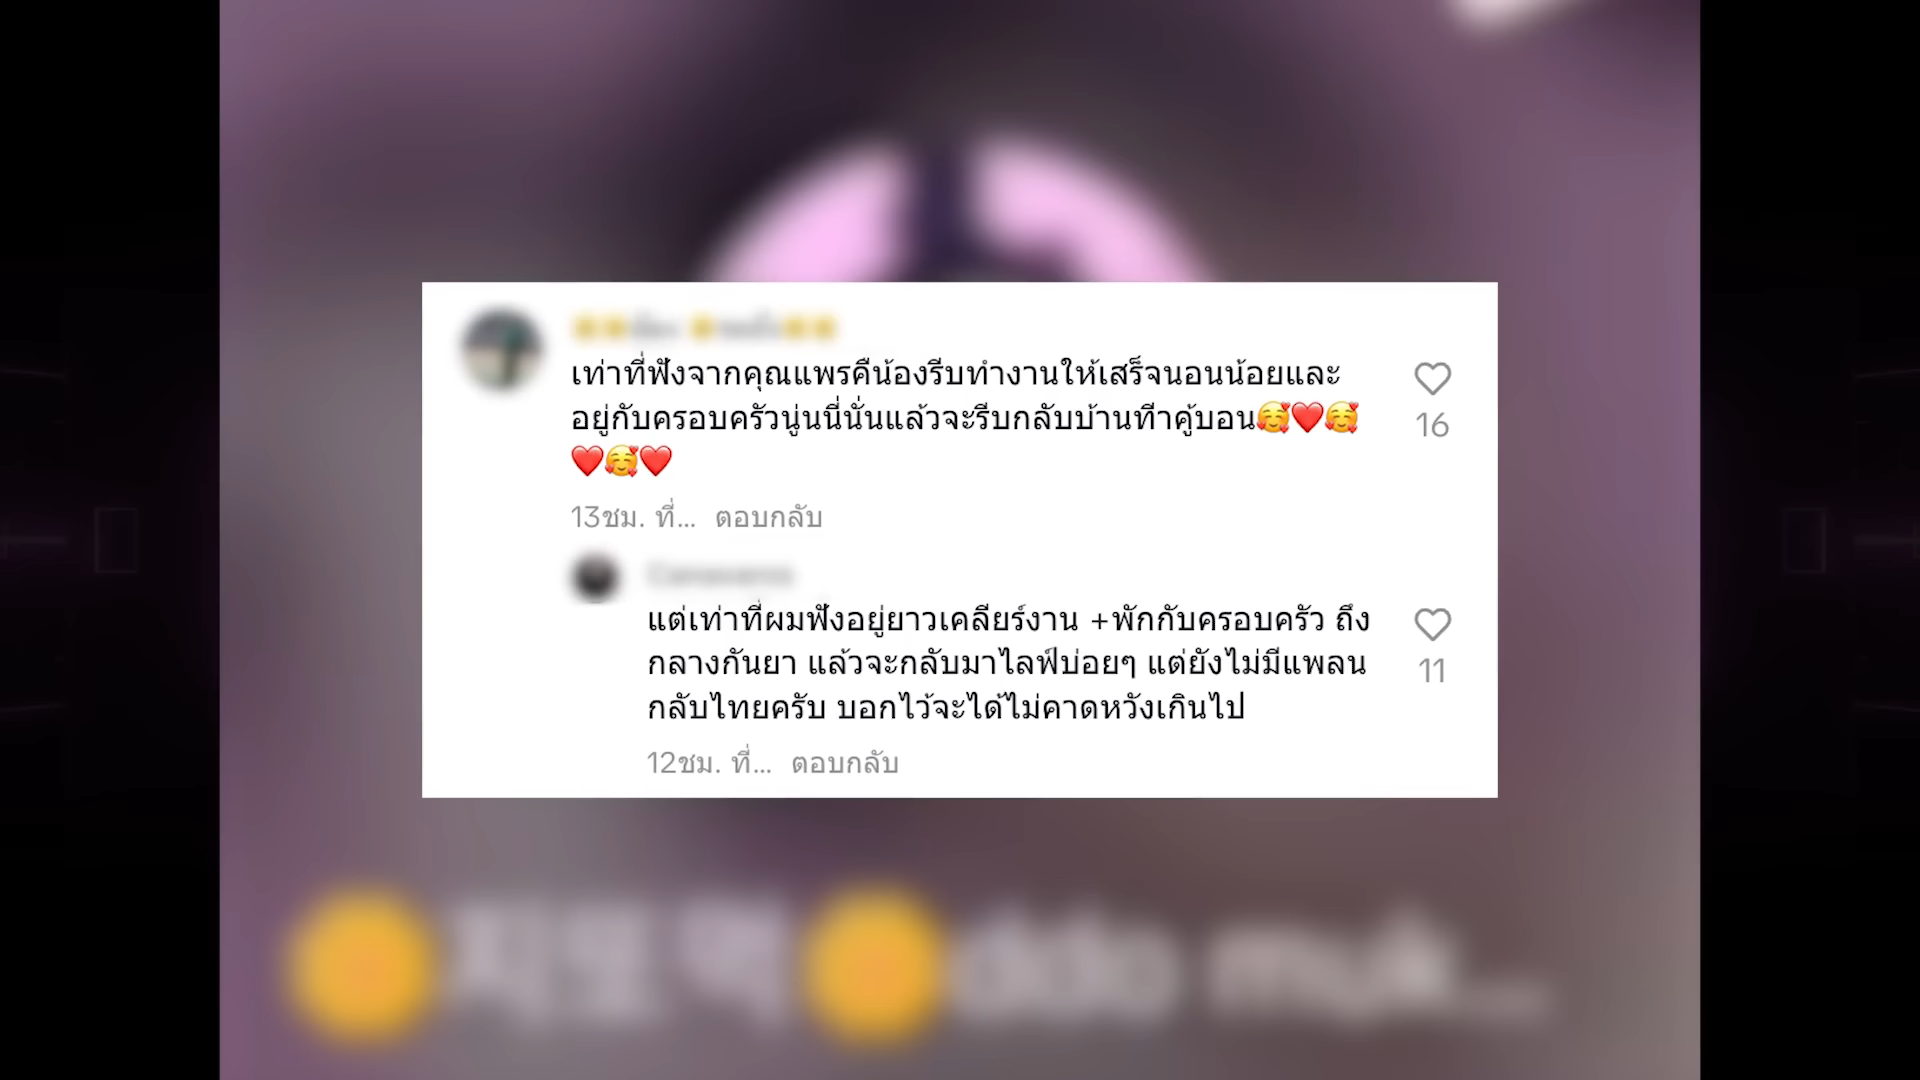 เท่าที่ฟังจากคุณแพรคืน้องรีบทำงานให้เสร็จนอนน้อยและ
อยู่กับครอบครัวนู่นนี่นั่นแล้วจะรีบกลับบ้านทีาคู้บอน🥰❤️🥰
❤️🥰❤️
13ชม. ที่... ตอบกลับ
16
แต่เท่าที่ผมฟังอยู่ยาวเคลียร์งาน +พักกับครอบครัว ถึง
กลางกันยา แล้วจะกลับมาไลฟ์บ่อยๆ แต่ยังไม่มีแพลน
กลับไทยครับ บอกไว้จะได้ไม่คาดหวังเกินไป
12ชม. ที่... ตอบกลับ
11